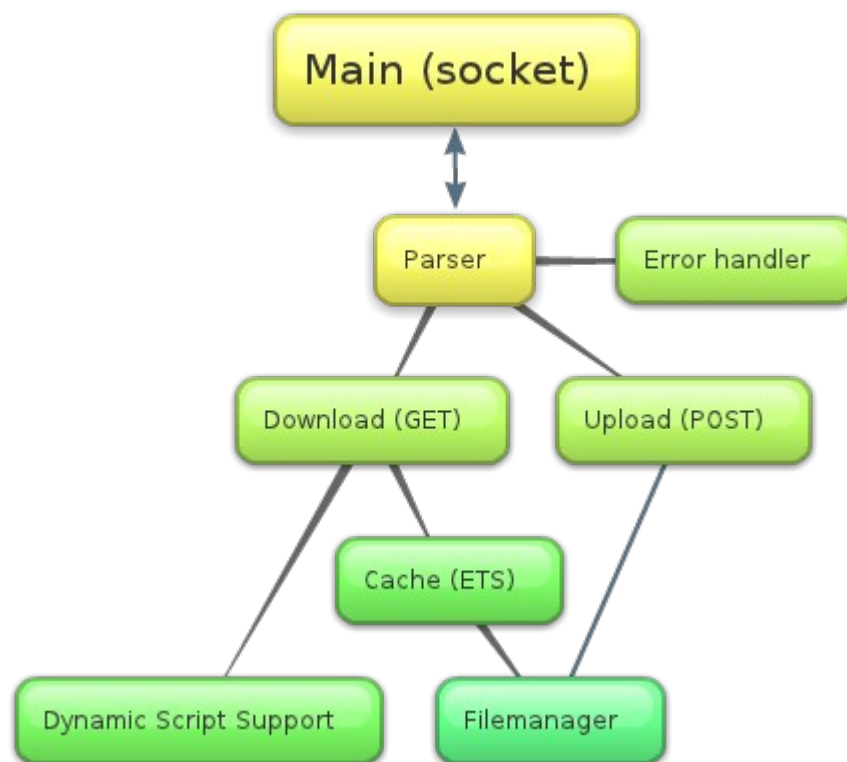 Main (socket)
Parser
Error handler
Download (GET)
Upload (POST)
Cache (ETS)
Dynamic Script Support
Filemanager